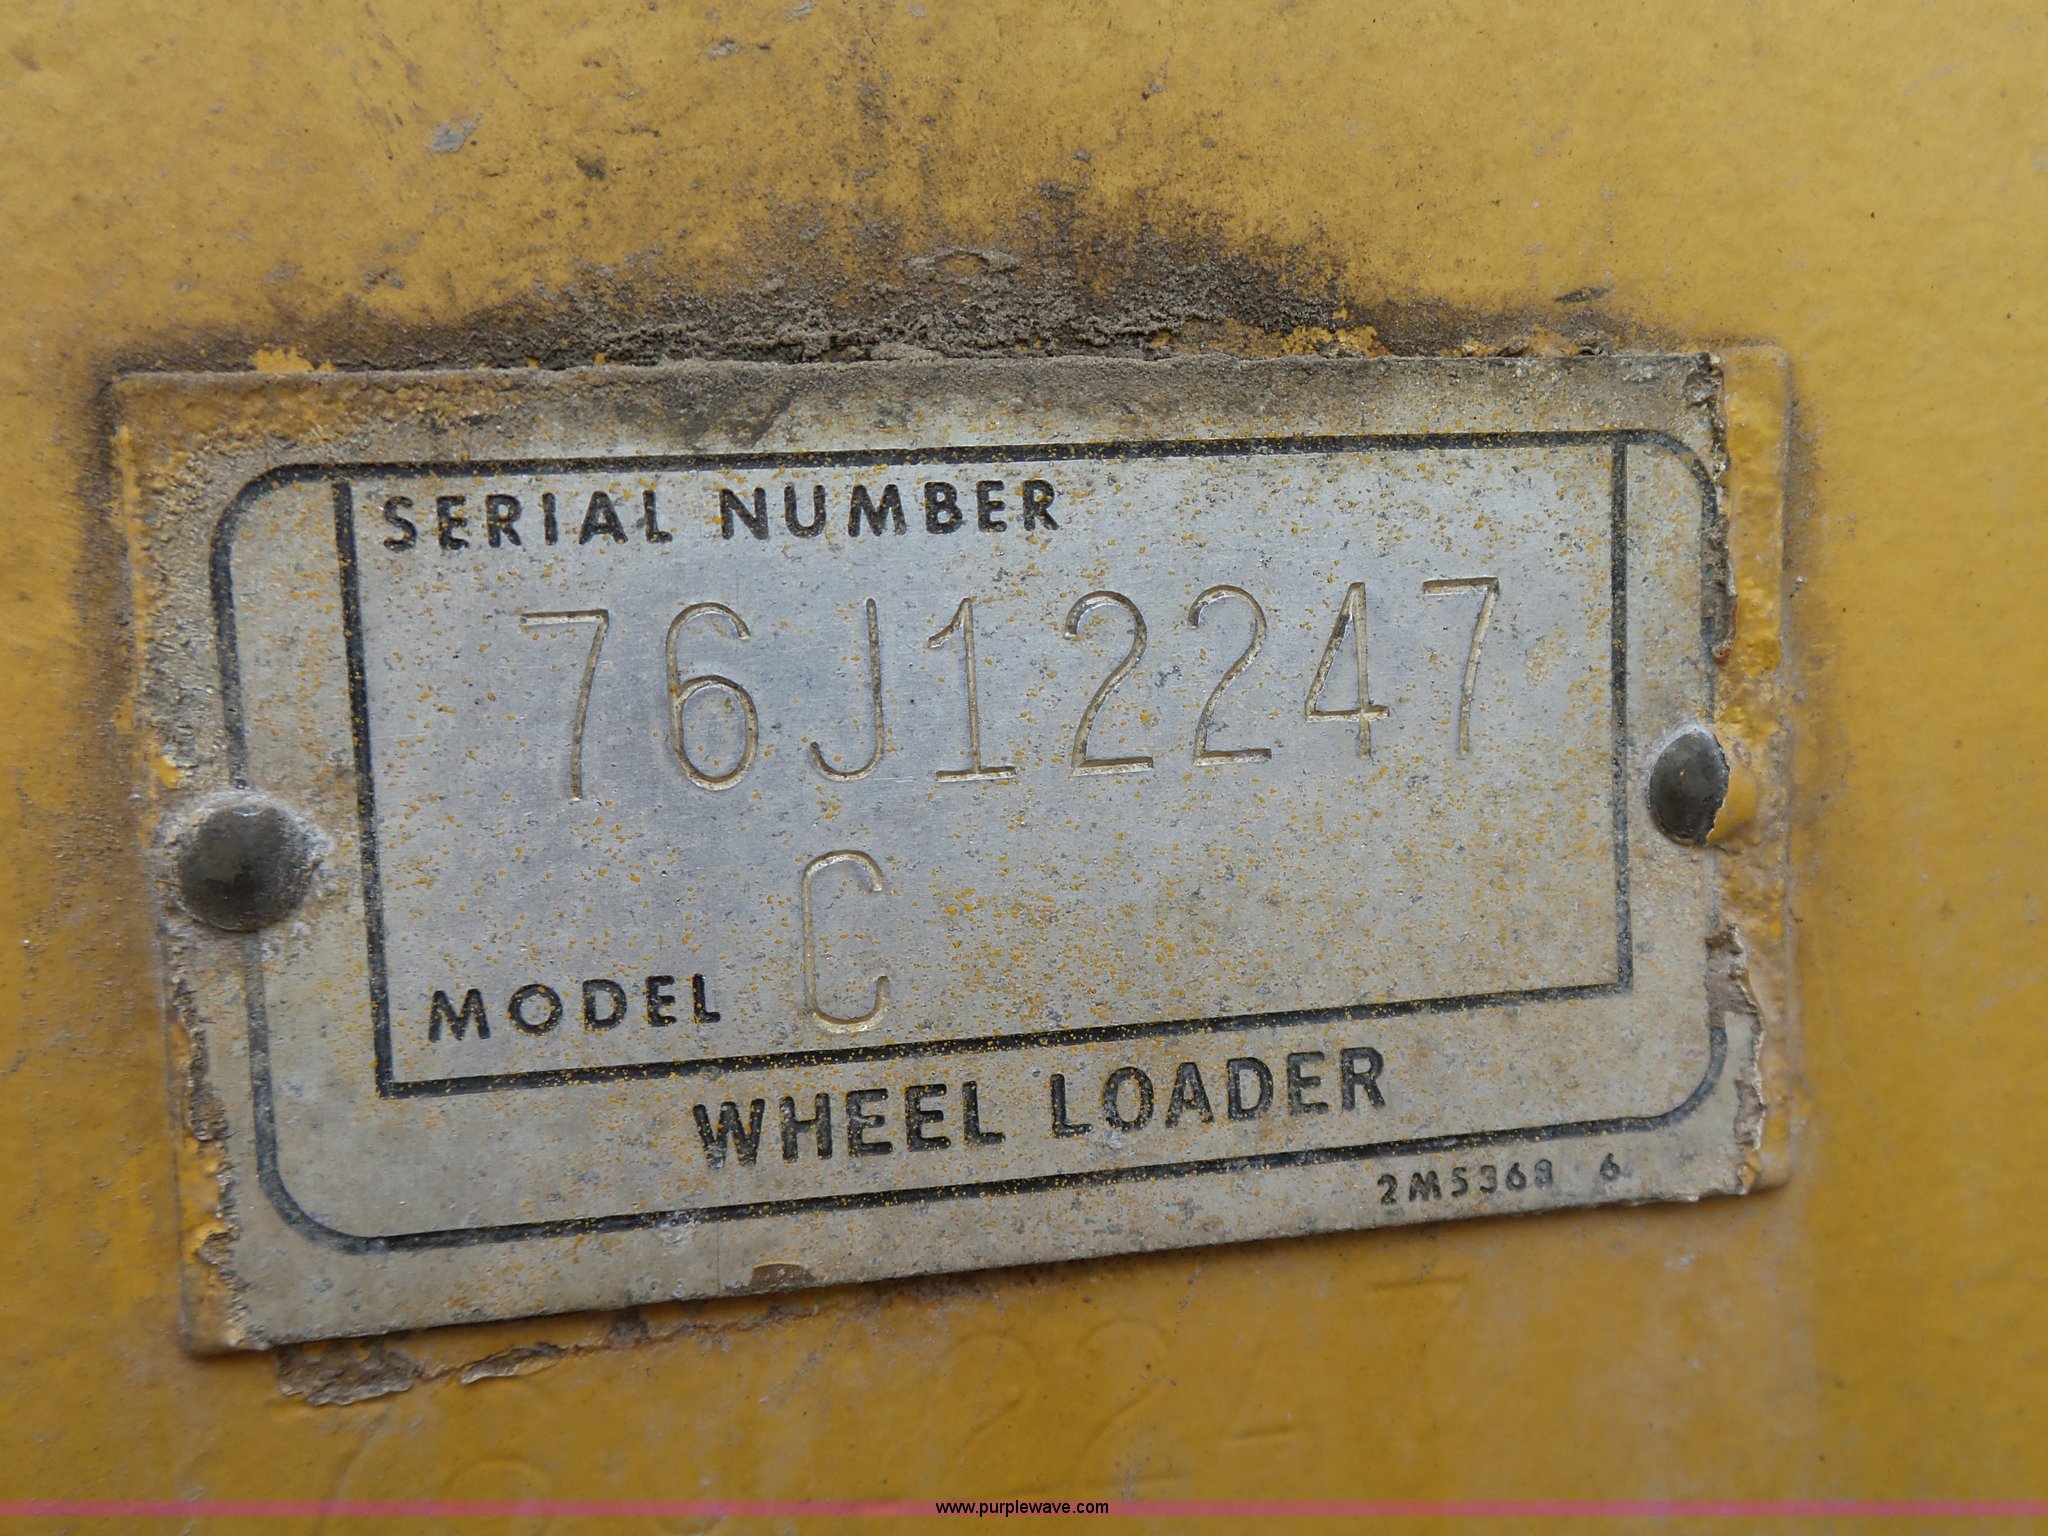 SERIAL NUMBER
76J12247
C
MODEL
WHEEL LOADER
2M5368 6
www.purplewave.com